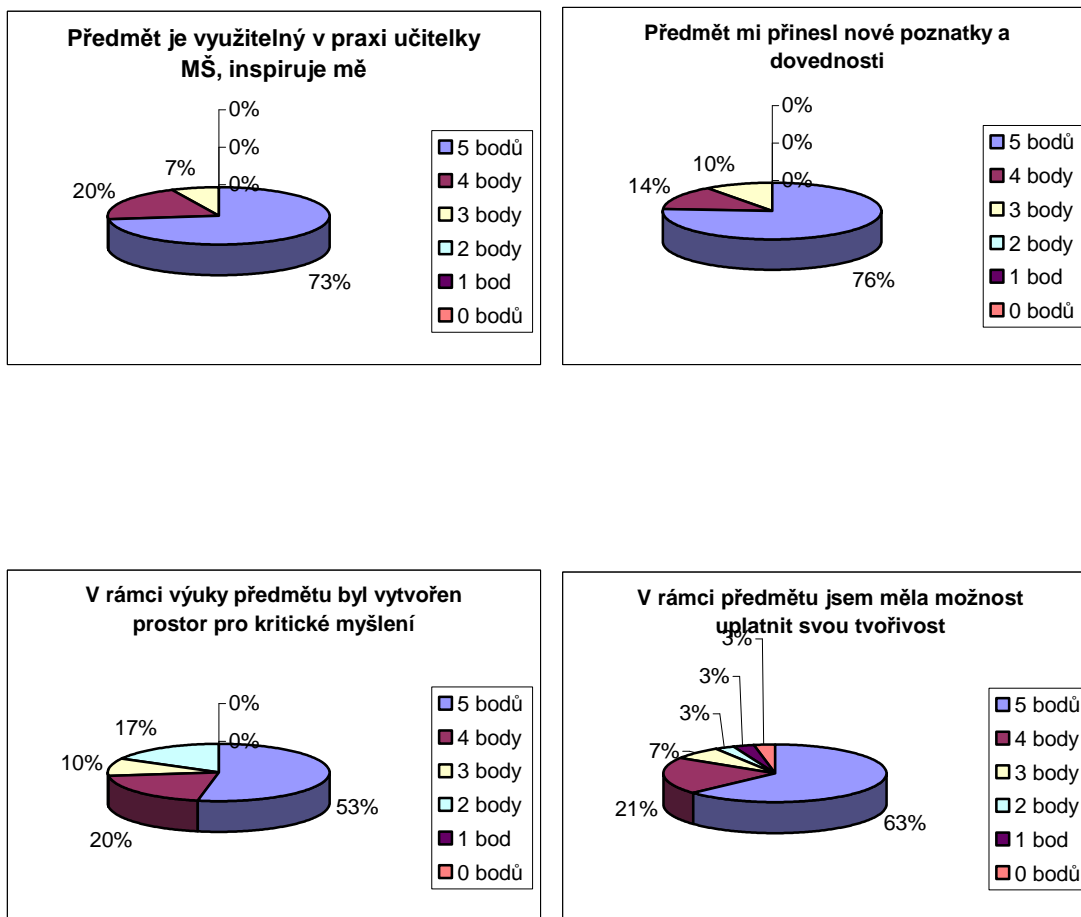 Předmět je využitelný v praxi učitelky
MŠ, inspiruje mě
0%
0%
0%
7%
20%
73%
5 bodů
4 body
3 body
2 body
1 bod
0 bodů
Předmět mi přinesl nové poznatky a
dovednosti
0%
0%
0%
10%
14%
76%
5 bodů
4 body
3 body
2 body
1 bod
0 bodů
V rámci výuky předmětu byl vytvořen
prostor pro kritické myšlení
0%
0%
17%
10%
20%
53%
5 bodů
4 body
3 body
2 body
1 bod
0 bodů
V rámci předmětu jsem měla možnost
uplatnit svou tvořivost
3%
3%
3%
7%
21%
63%
5 bodů
4 body
3 body
2 body
1 bod
0 bodů